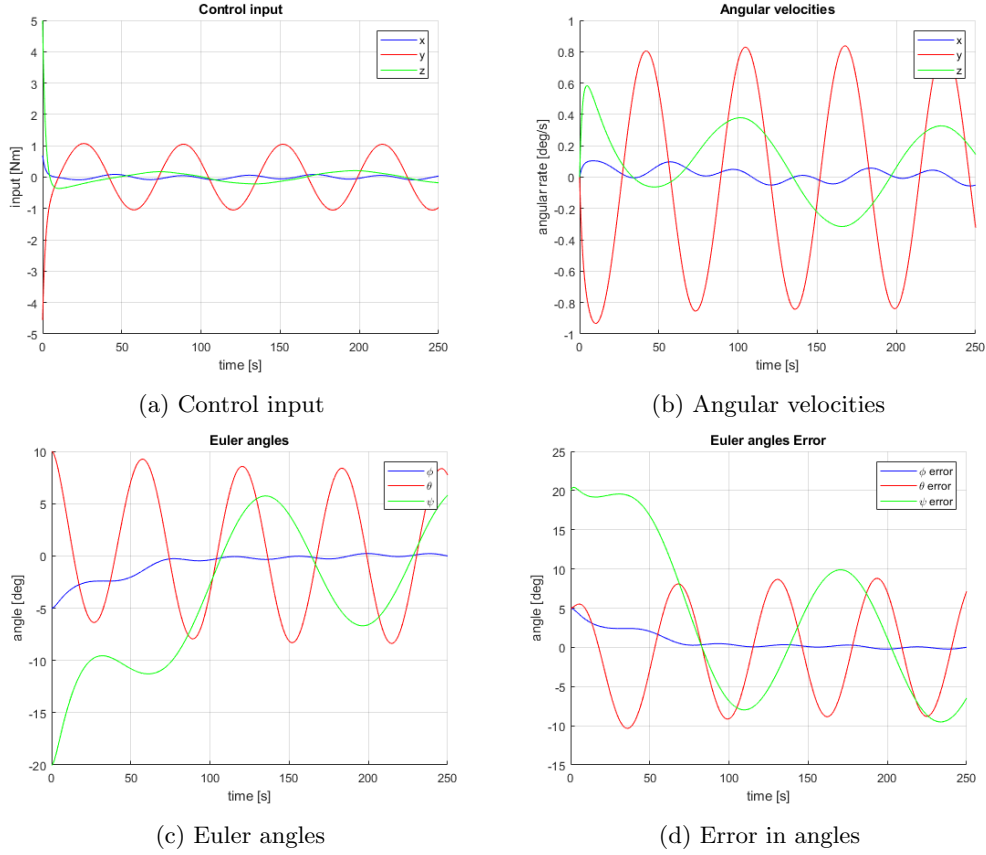 Control input
5
4
3
2
1
0
-1
-2
-3
-4
-5
input [Nm]
0 50 100 150 200 250
time [s]
x
y
z
(a) Control input
Angular velocities
1
0.8
0.6
0.4
0.2
0
-0.2
-0.4
-0.6
-0.8
-1
angular rate [deg/s]
0 50 100 150 200 250
time [s]
x
y
z
(b) Angular velocities
Euler angles
10
5
0
-5
-10
-15
-20
angle [deg]
0 50 100 150 200 250
time [s]
ϕ
θ
ψ
(c) Euler angles
Euler angles Error
25
20
15
10
5
0
-5
-10
-15
angle [deg]
0 50 100 150 200 250
time [s]
ϕ error
θ error
ψ error
(d) Error in angles